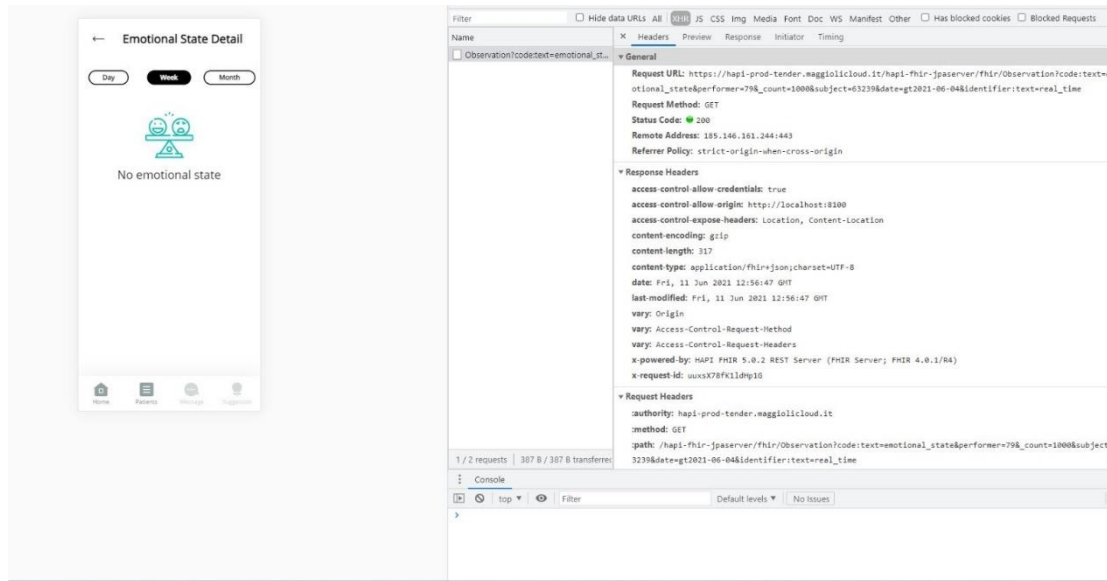 ← Emotional State Detail
Day Week Month
No emotional state
Home Patients Message Suggestion
Filter Hide data URLs All XHR JS CSS Img Media Font Doc WS Manifest Other Has blocked cookies Blocked Requests
Name
Observation?code:text=emotional_st...
1 / 2 requests 387 B / 387 B transferred
× Headers Preview Response Initiator Timing
▼ General
Request URL: https://hapi-prod-tender.maggiolicloud.it/hapi-fhir-jpaserver/fhir/Observation?code:text=
otional_state&performer=79&_count=1000&subject=63239&date=gt2021-06-04&identifier:text=real_time
Request Method: GET
Status Code: 200
Remote Address: 185.146.161.244:443
Referrer Policy: strict-origin-when-cross-origin
▼ Response Headers
access-control-allow-credentials: true
access-control-allow-origin: http://localhost:8100
access-control-expose-headers: Location, Content-Location
content-encoding: gzip
content-length: 317
content-type: application/fhir+json;charset=UTF-8
date: Fri, 11 Jun 2021 12:56:47 GMT
last-modified: Fri, 11 Jun 2021 12:56:47 GMT
vary: Origin
vary: Access-Control-Request-Method
vary: Access-Control-Request-Headers
x-powered-by: HAPI FHIR 5.0.2 REST Server (FHIR Server; FHIR 4.0.1/R4)
x-request-id: uuxsX78fK1ldHp1G
▼ Request Headers
:authority: hapi-prod-tender.maggiolicloud.it
:method: GET
:path: /hapi-fhir-jpaserver/fhir/Observation?code:text=emotional_state&performer=79&_count=1000&subject
3239&date=gt2021-06-04&identifier:text=real_time
Console
top ▼ Filter Default levels ▼ No Issues
>